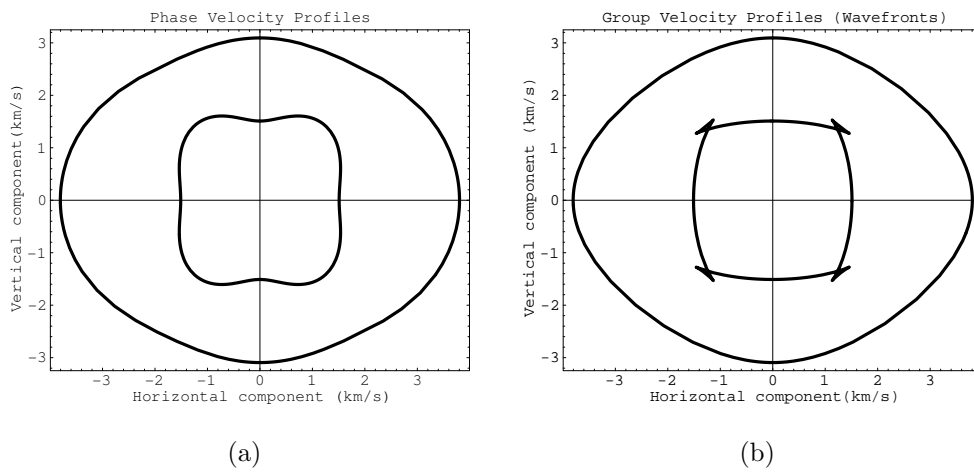 Phase Velocity Profiles
Vertical component(km/s)
3
2
1
0
−1
−2
−3
−3 −2 −1 0 1 2 3
Horizontal component (km/s)
(a)
Group Velocity Profiles (Wavefronts)
Vertical component (km/s)
3
2
1
0
−1
−2
−3
−3 −2 −1 0 1 2 3
Horizontal component(km/s)
(b)